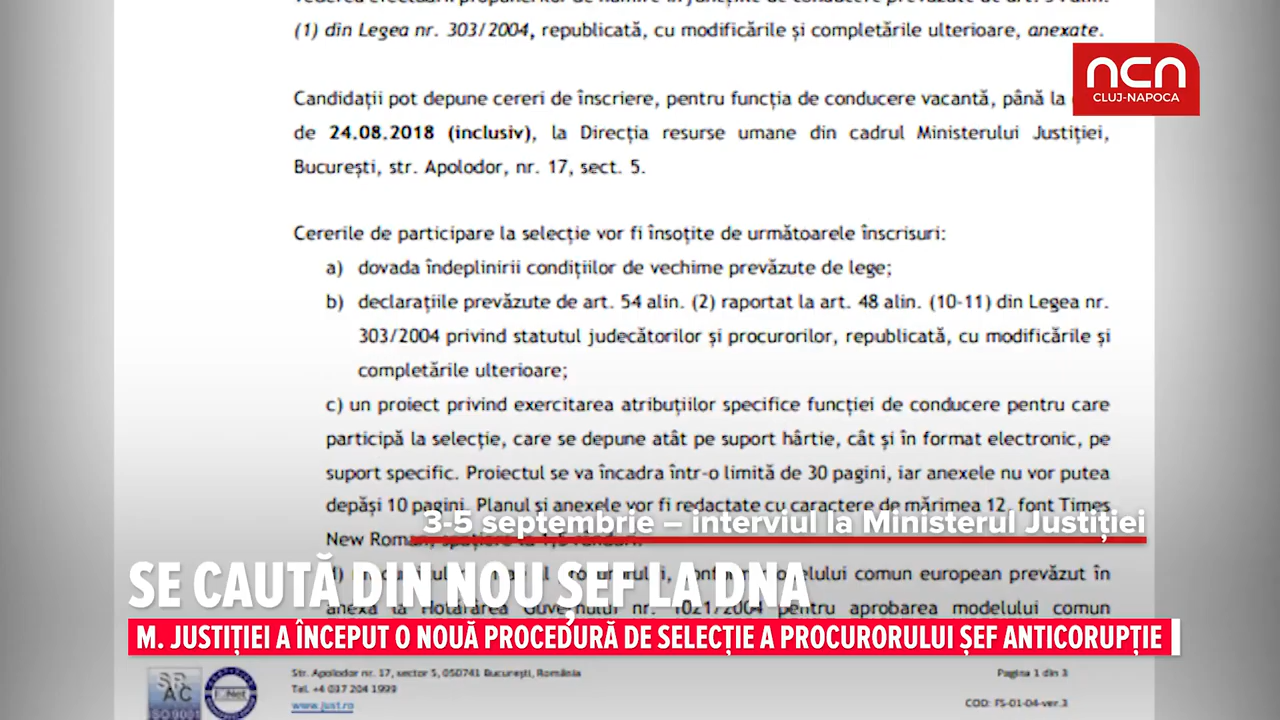 (1) din Legea nr. 303/2004, republicată, cu modificările și completările ulterioare, anexate.
ncn
CLUJ-NAPOCA
Candidații pot depune cereri de înscriere, pentru funcția de conducere vacantă, până la
de 24.08.2018 (inclusiv), la Direcția resurse umane din cadrul Ministerului Justiției,
București, str. Apolodor, nr. 17, sect. 5.
Cererile de participare la selecție vor fi însoțite de următoarele înscrisuri:
a) dovada îndeplinirii condițiilor de vechime prevăzute de lege;
b) declarațiile prevăzute de art. 54 alin. (2) raportat la art. 48 alin. (10-11) din Legea nr.
303/2004 privind statutul judecătorilor și procurorilor, republicată, cu modificările și
completările ulterioare;
c) un proiect privind exercitarea atribuțiilor specifice funcției de conducere pentru care
participă la selecție, care se depune atât pe suport hârtie, cât și în format electronic, pe
suport specific. Proiectul se va încadra într-o limită de 30 pagini, iar anexele nu vor putea
depăși 10 pagini. Planul și anexele vor fi redactate cu caractere de mărimea 12, font Times
3-5 septembrie – interviul la Ministerul Justiției
New Roman,
SE CAUTĂ DIN NOU ȘEF LA DNA
comun european prevăzut în
nr. 1021/2004 pentru aprobarea modelului comun
M. JUSTIȚIEI A ÎNCEPUT O NOUĂ PROCEDURĂ DE SELECȚIE A PROCURORULUI ȘEF ANTICORUPȚIE
Str. Apolodor nr. 17, sector 5, 050741 București, România
Tel. +4 037 204 1999
www.just.ro
Pagina 1 din 3
COD: FS-01-04-ver.3
ISO 9001